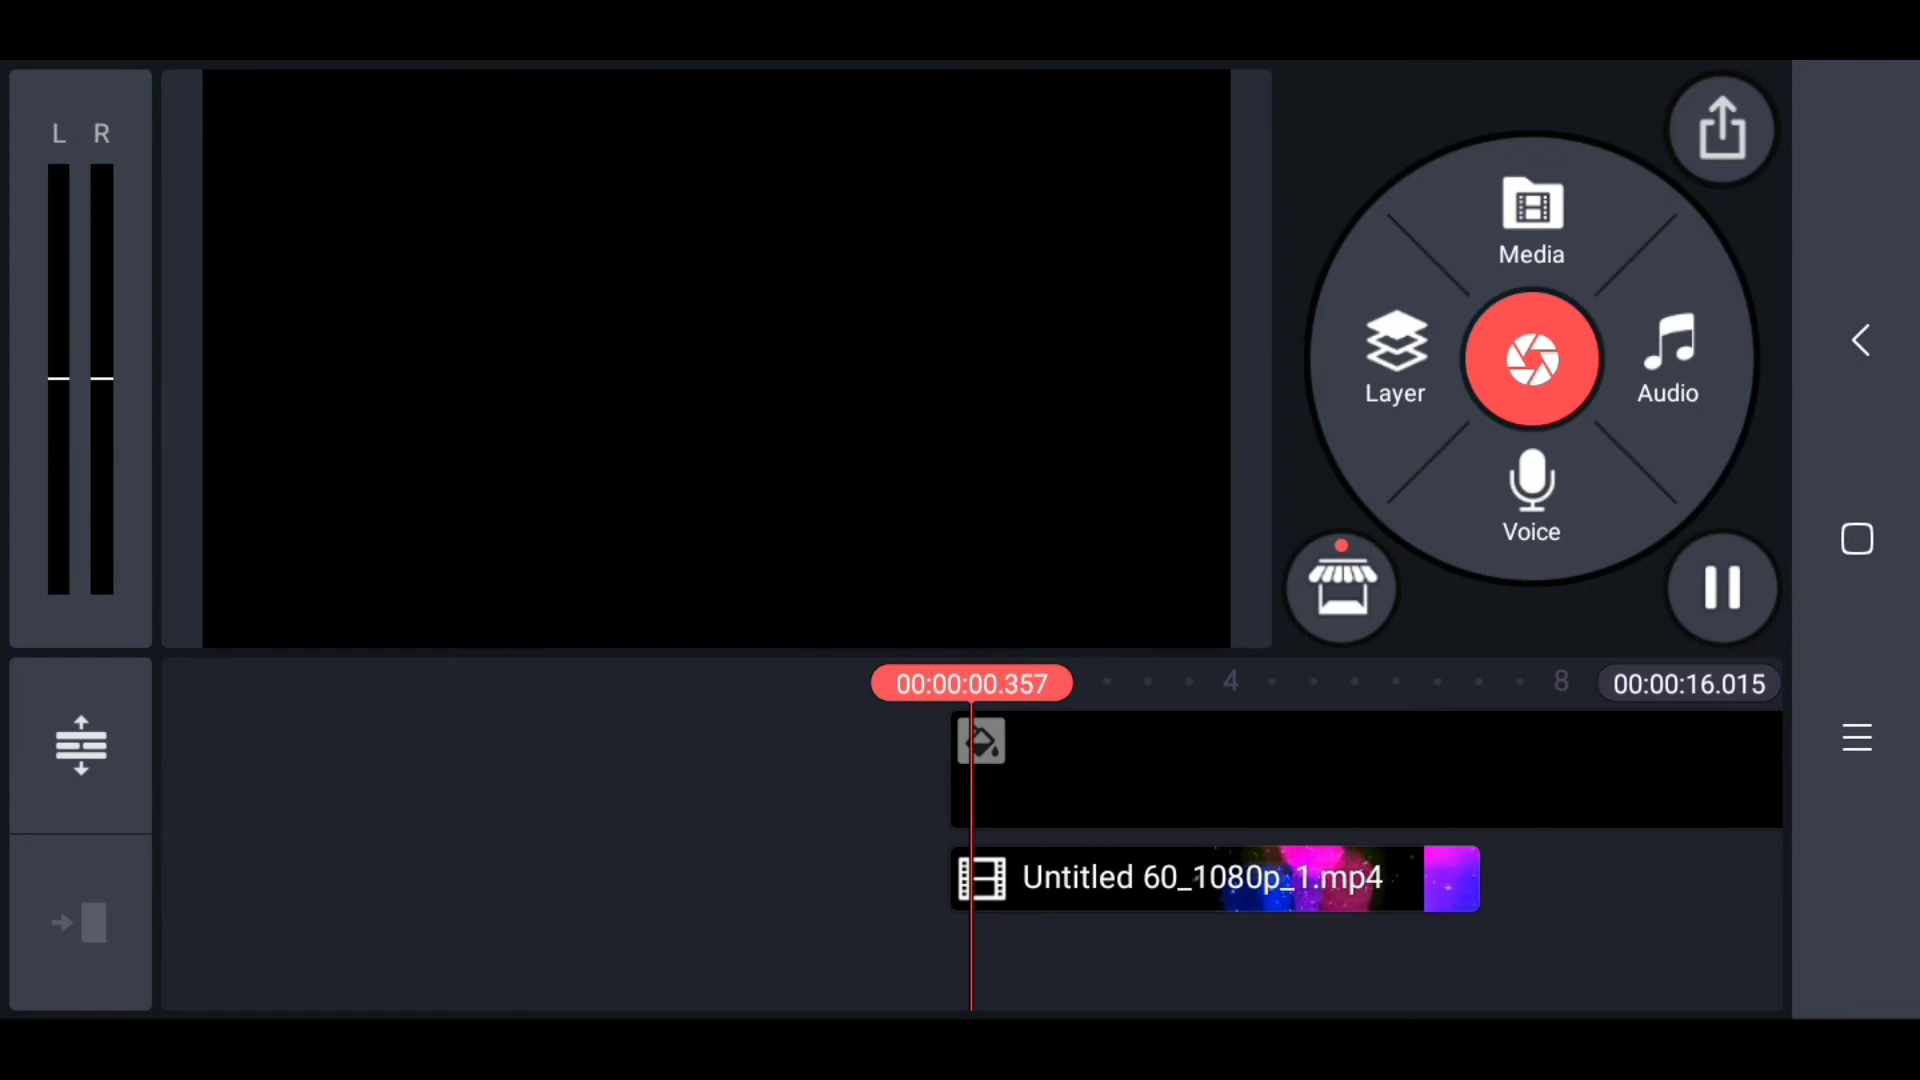 L R
Media
Layer
Audio
Voice
00:00:00.357
4
8
00:00:16.015
Untitled 60_1080p_1.mp4